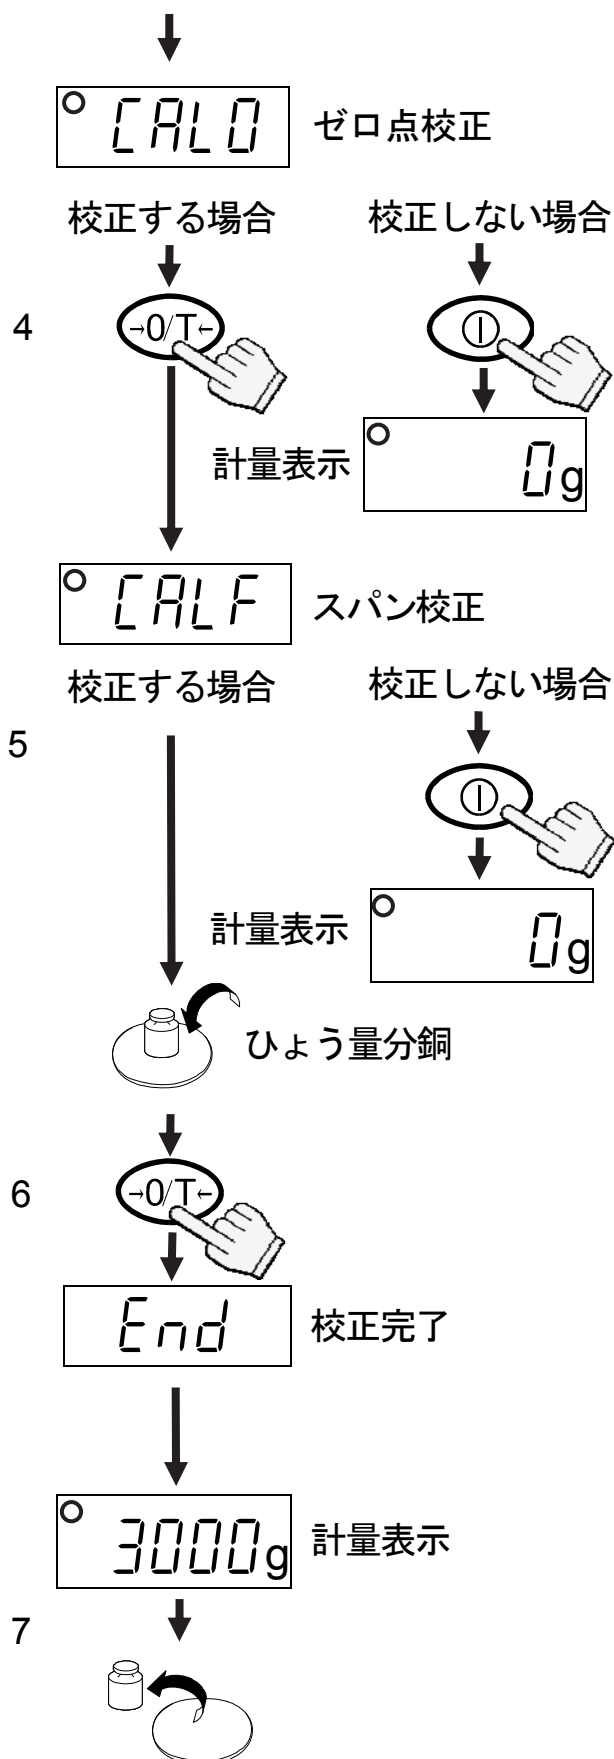 CAL0 ゼロ点校正
校正する場合 校正しない場合
4
→0/T←
計量表示 0g
CALF スパン校正
校正する場合 校正しない場合
5
計量表示 0g
ひょう量分銅
6
→0/T←
End 校正完了
3000g 計量表示
7